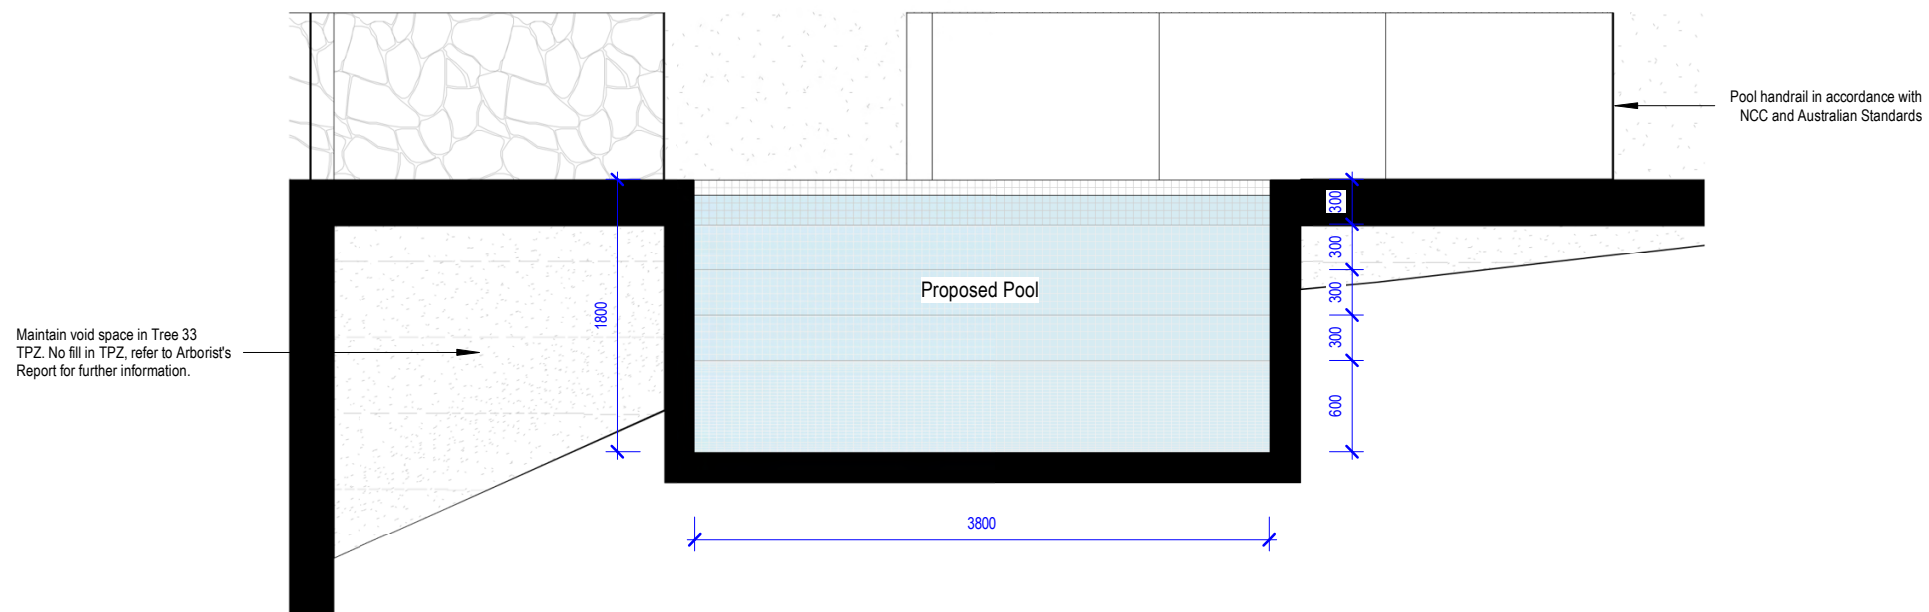 Pool handrail in accordance with
NCC and Australian Standards
300
300
Proposed Pool
300
1800
300
Maintain void space in Tree 33
TPZ. No fill in TPZ, refer to Arborist's
Report for further information.
600
3800